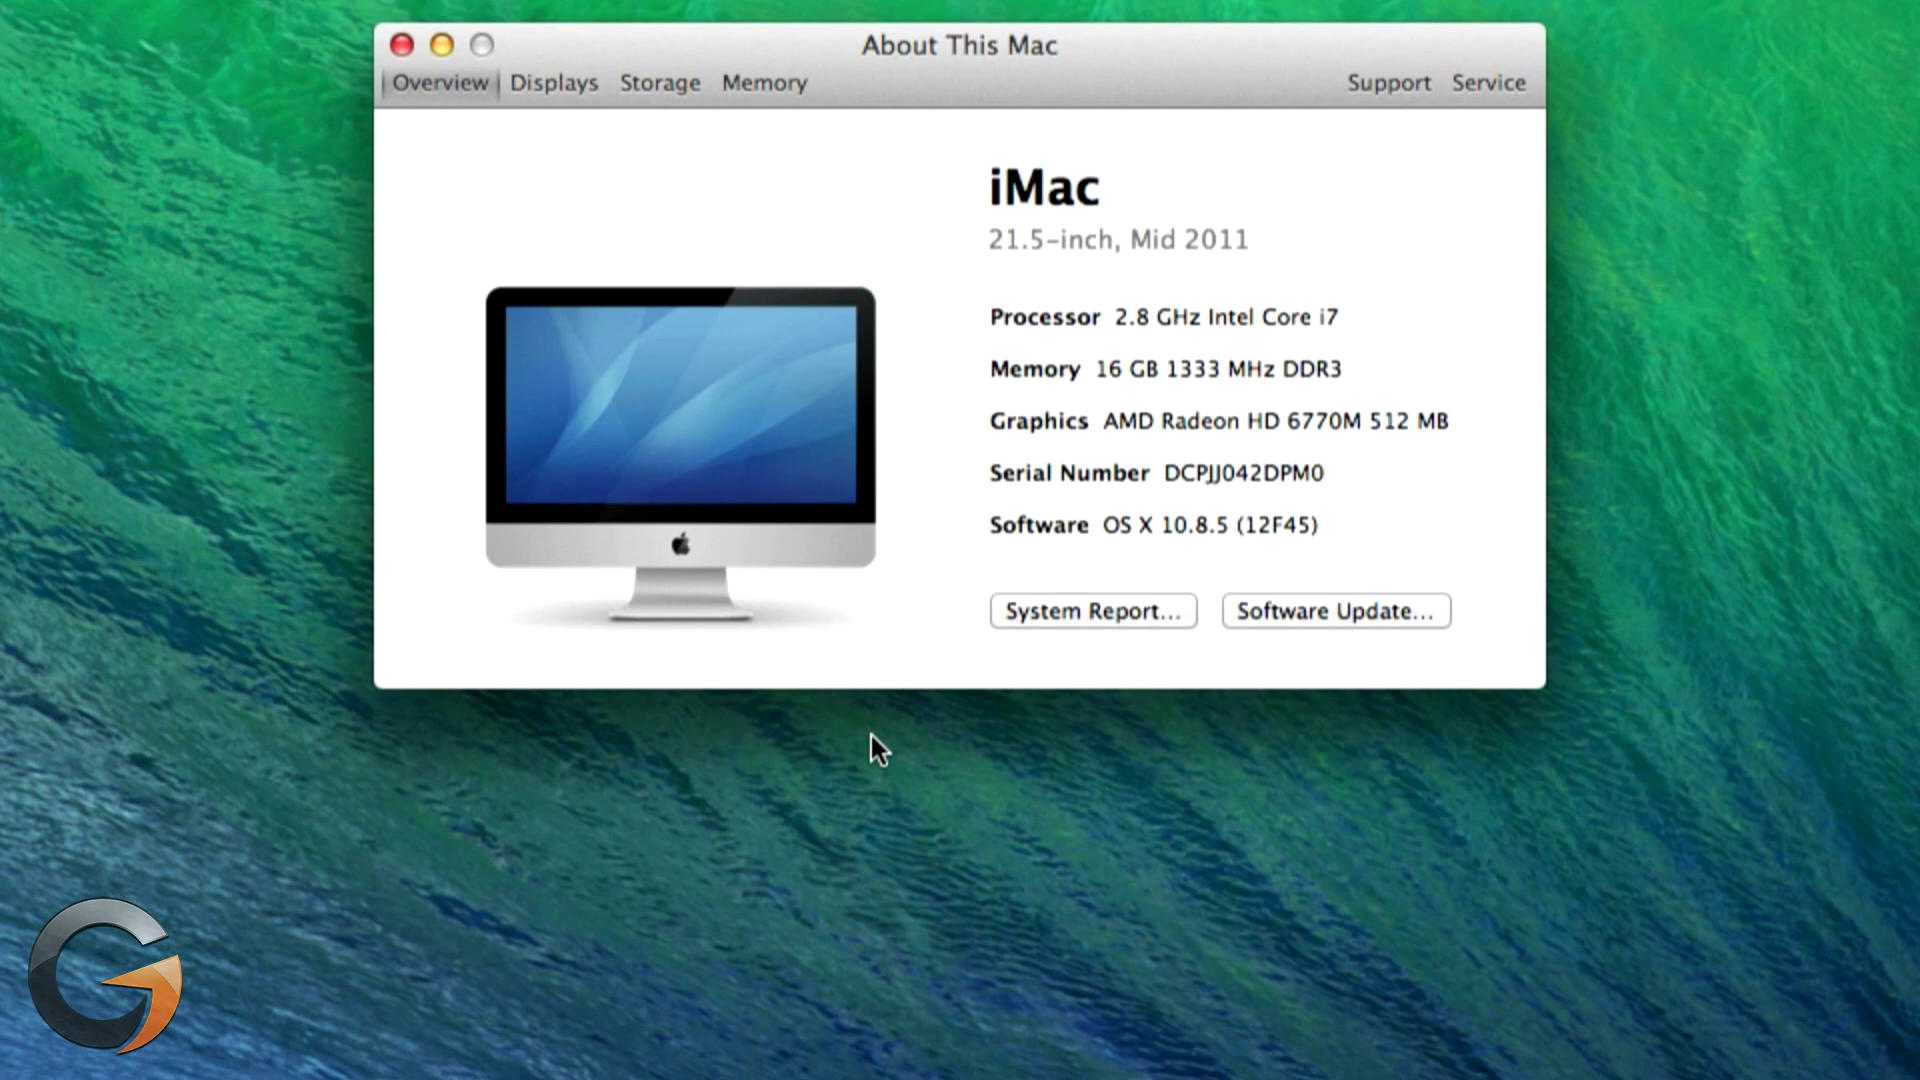 About This Mac
Overview Displays Storage Memory Support Service
iMac
21.5-inch, Mid 2011
Processor 2.8 GHz Intel Core i7
Memory 16 GB 1333 MHz DDR3
Graphics AMD Radeon HD 6770M 512 MB
Serial Number DCPJJ042DPM0
Software OS X 10.8.5 (12F45)
System Report... Software Update...